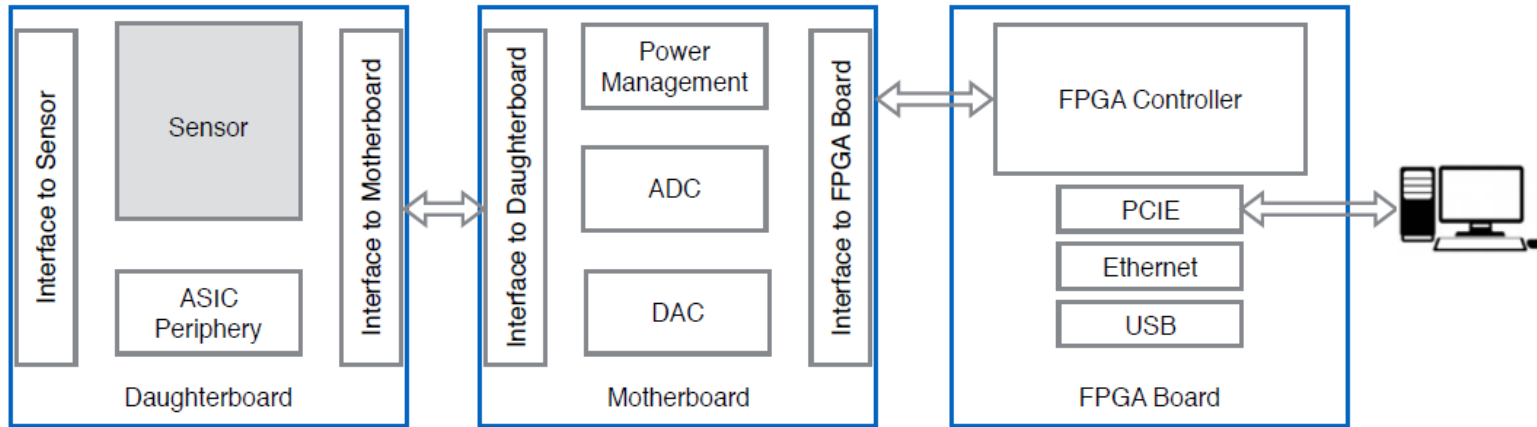 Interface to Sensor
Sensor
ASIC
Periphery
Interface to Motherboard
Daughterboard
Interface to Daughterboard
Power
Management
ADC
DAC
Interface to FPGA Board
Motherboard
FPGA Controller
PCIE
Ethernet
USB
FPGA Board